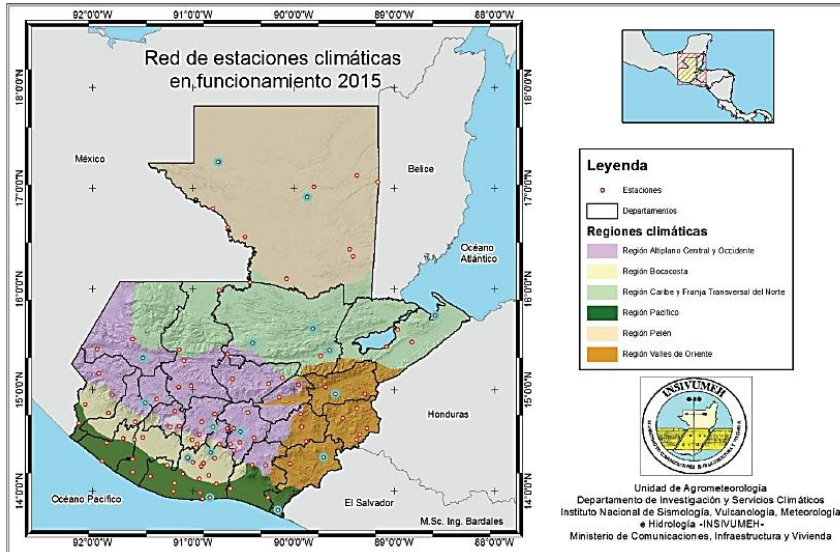 92°0'0"W 91°0'0"W 90°0'0"W 89°0'0"W 88°0'0"W
Red de estaciones climáticas
en funcionamiento 2015
18°0'0"N
18°0'0"N
México
Belice
17°0'0"N
17°0'0"N
Océano
Atlántico
16°0'0"N
16°0'0"N
15°0'0"N
15°0'0"N
Honduras
14°0'0"N
14°0'0"N
Océano Pacífico
El Salvador
M.Sc. Ing. Bardales
92°0'0"W 91°0'0"W 90°0'0"W 89°0'0"W 88°0'0"W
Leyenda
Estaciones
Departamentos
Regiones climáticas
Región Altiplano Central y Occidente
Región Bocacosta
Región Caribe y Franja Transversal del Norte
Región Pacífico
Región Petén
Región Valles de Oriente
INSIVUMEH
Unidad de Agrometeorología
Departamento de Investigación y Servicios Climáticos
Instituto Nacional de Sismología, Vulcanología, Meteorología
e Hidrología -INSIVUMEH-
Ministerio de Comunicaciones, Infraestructura y Vivienda